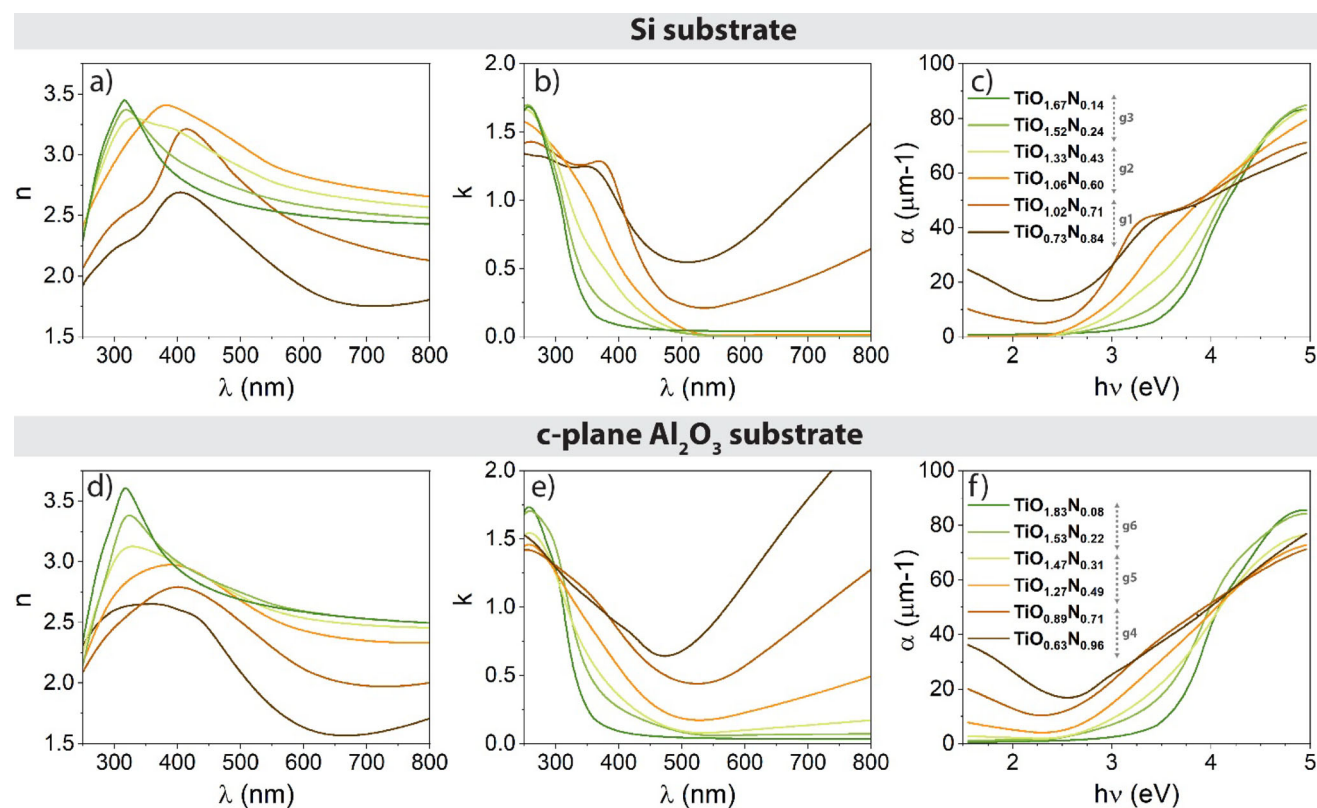 Si substrate
a)
n
3.5
3.0
2.5
2.0
1.5
300 400 500 600 700 800
λ (nm)
b)
k
2.0
1.5
1.0
0.5
0.0
300 400 500 600 700 800
λ (nm)
c)
α (μm-1)
100
80
60
40
20
0
TiO1.67N0.14
TiO1.52N0.24
TiO1.33N0.43
TiO1.06N0.60
TiO1.02N0.71
TiO0.73N0.84
g3
g2
g1
2 3 4 5
hν (eV)
c-plane Al2O3 substrate
d)
n
3.5
3.0
2.5
2.0
1.5
300 400 500 600 700 800
λ (nm)
e)
k
2.0
1.5
1.0
0.5
0.0
300 400 500 600 700 800
λ (nm)
f)
α (μm-1)
100
80
60
40
20
0
TiO1.83N0.08
TiO1.53N0.22
TiO1.47N0.31
TiO1.27N0.49
TiO0.89N0.71
TiO0.63N0.96
g6
g5
g4
2 3 4 5
hν (eV)